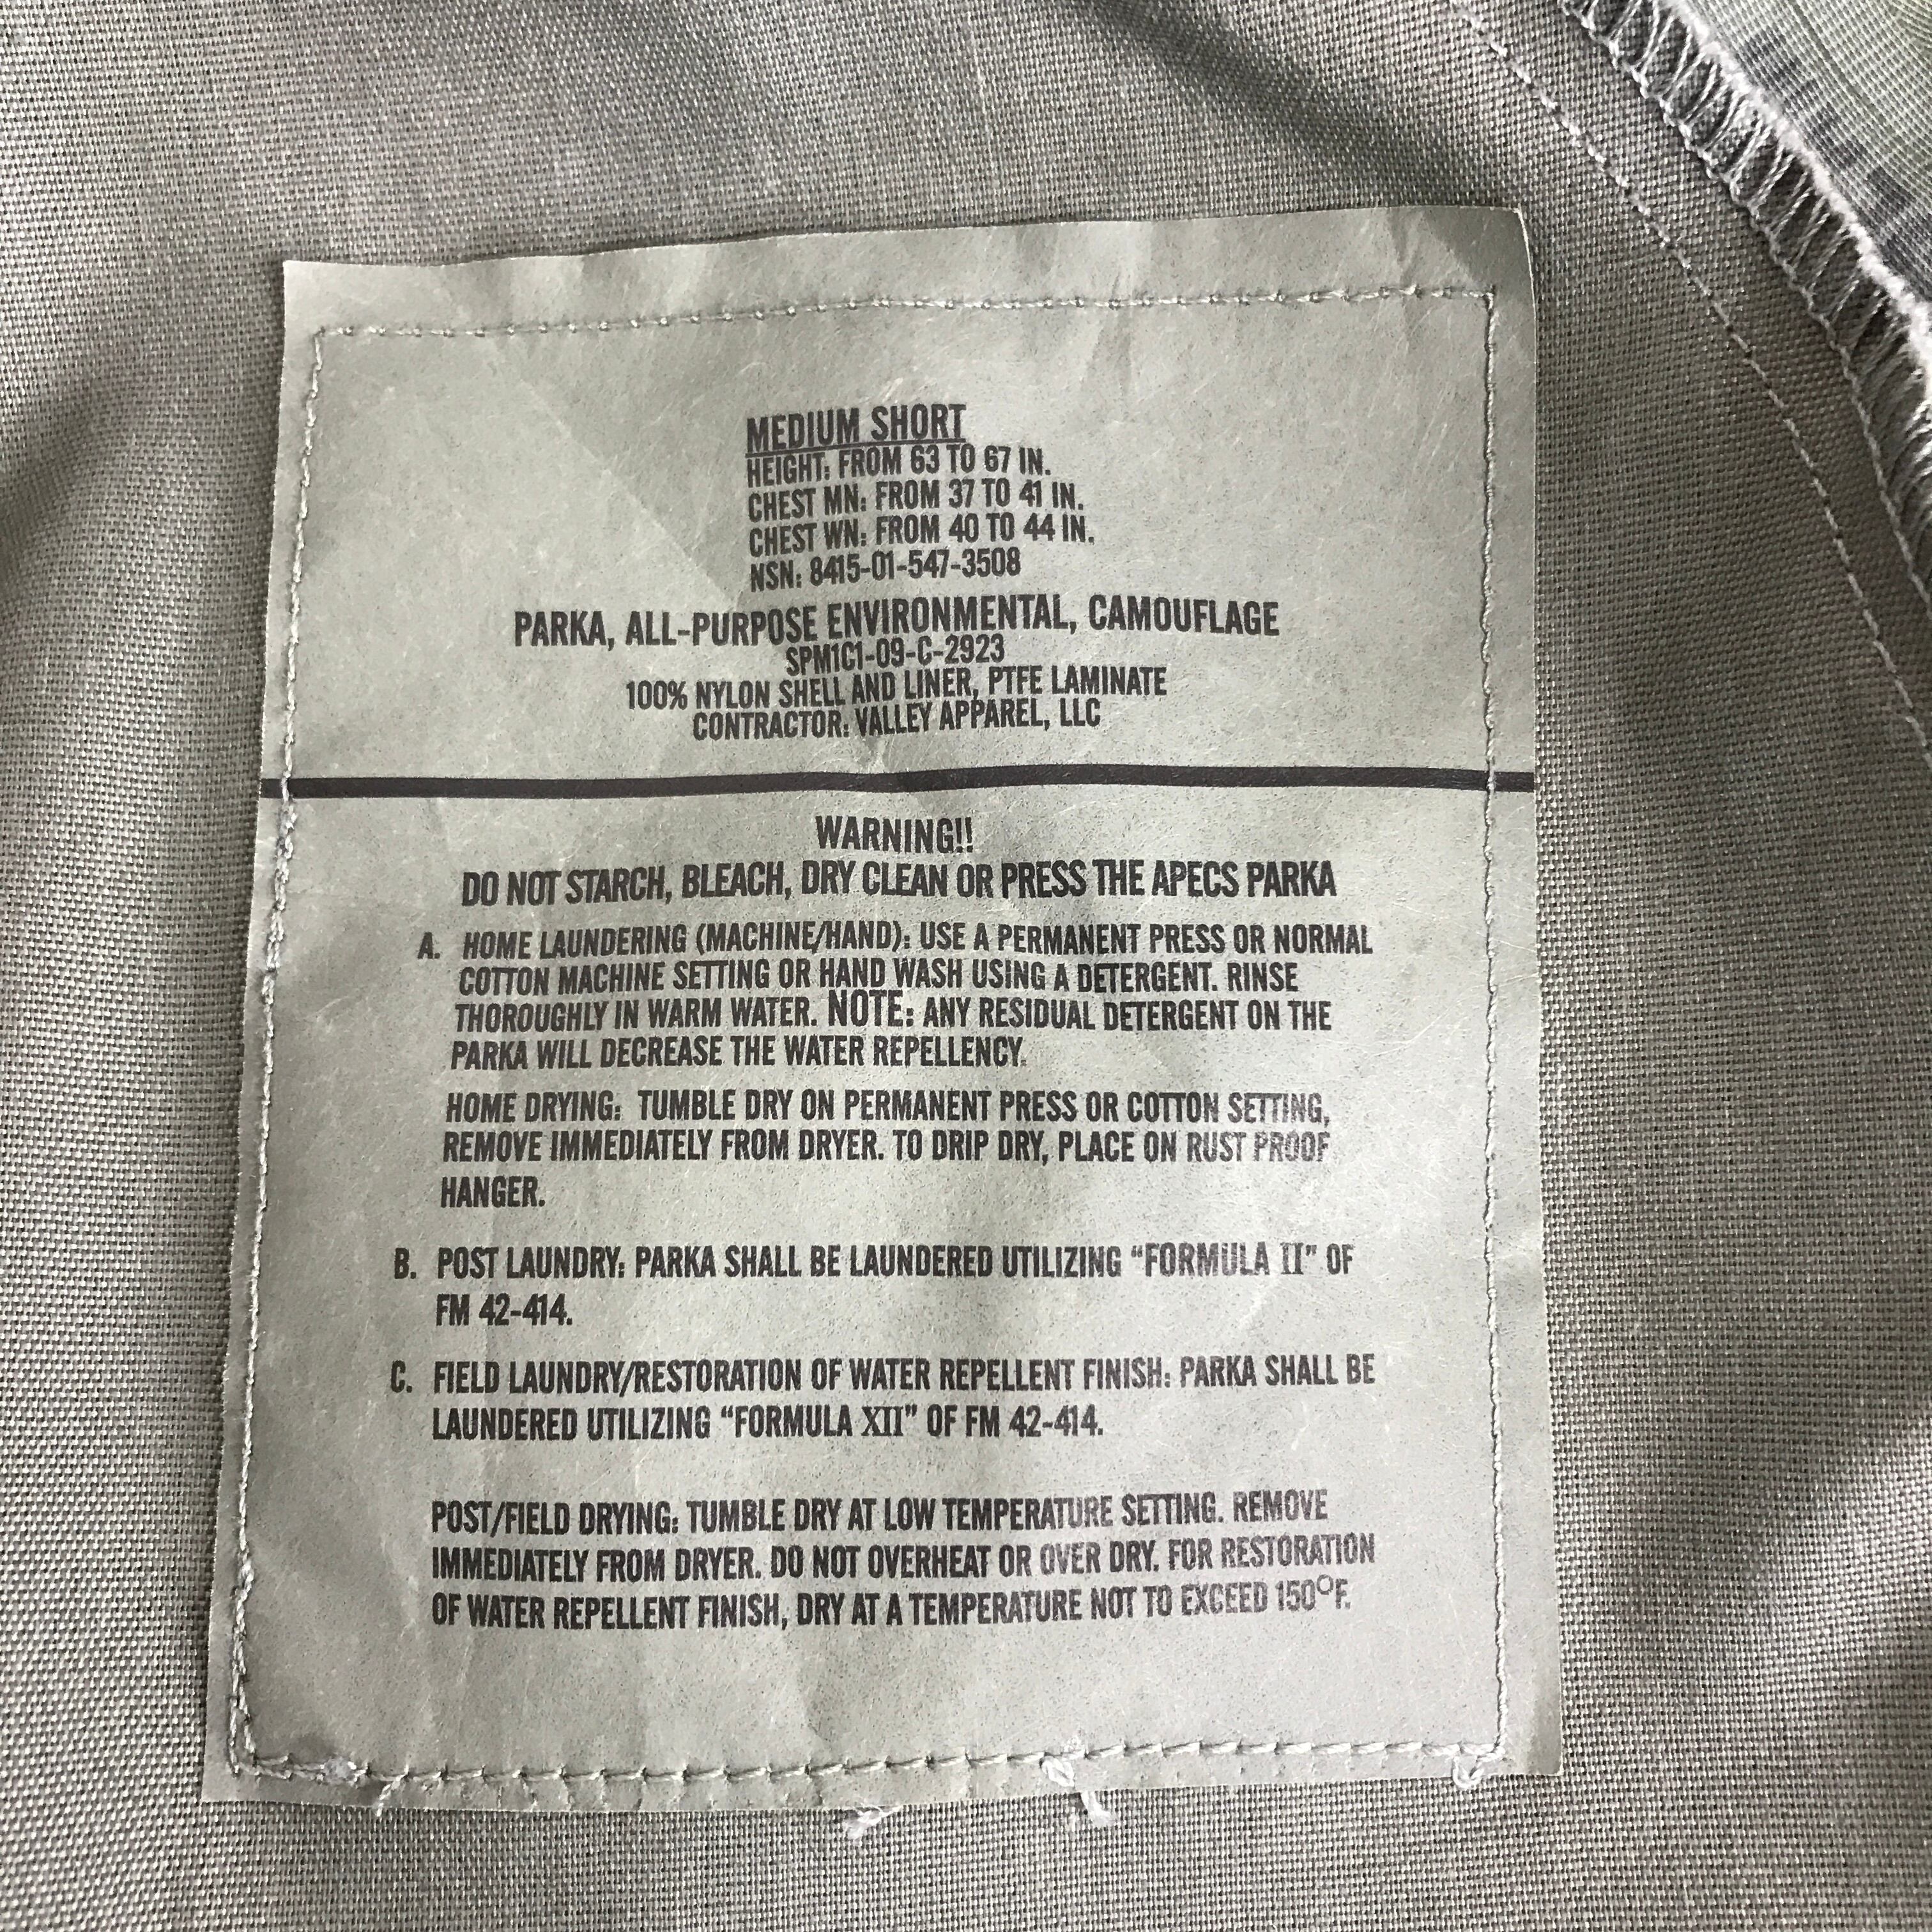 MEDIUM SHORT
HEIGHT: FROM 63 TO 67 IN.
CHEST MN: FROM 37 TO 41 IN.
CHEST WN: FROM 40 TO 44 IN.
NSN: 8415-01-547-3508
PARKA, ALL-PURPOSE ENVIRONMENTAL, CAMOUFLAGE
SPM1C1-09-C-2923
100% NYLON SHELL AND LINER, PTFE LAMINATE
CONTRACTOR: VALLEY APPAREL, LLC
WARNING!!
DO NOT STARCH, BLEACH, DRY CLEAN OR PRESS THE APECS PARKA
A. HOME LAUNDERING (MACHINE/HAND): USE A PERMANENT PRESS OR NORMAL
COTTON MACHINE SETTING OR HAND WASH USING A DETERGENT. RINSE
THOROUGHLY IN WARM WATER. NOTE: ANY RESIDUAL DETERGENT ON THE
PARKA WILL DECREASE THE WATER REPELLENCY.
HOME DRYING: TUMBLE DRY ON PERMANENT PRESS OR COTTON SETTING,
REMOVE IMMEDIATELY FROM DRYER. TO DRIP DRY, PLACE ON RUST PROOF
HANGER.
B. POST LAUNDRY: PARKA SHALL BE LAUNDERED UTILIZING “FORMULA II” OF
FM 42-414.
C. FIELD LAUNDRY/RESTORATION OF WATER REPELLENT FINISH: PARKA SHALL BE
LAUNDERED UTILIZING “FORMULA XII” OF FM 42-414.
POST/FIELD DRYING: TUMBLE DRY AT LOW TEMPERATURE SETTING. REMOVE
IMMEDIATELY FROM DRYER. DO NOT OVERHEAT OR OVER DRY. FOR RESTORATION
OF WATER REPELLENT FINISH, DRY AT A TEMPERATURE NOT TO EXCEED 150°F.